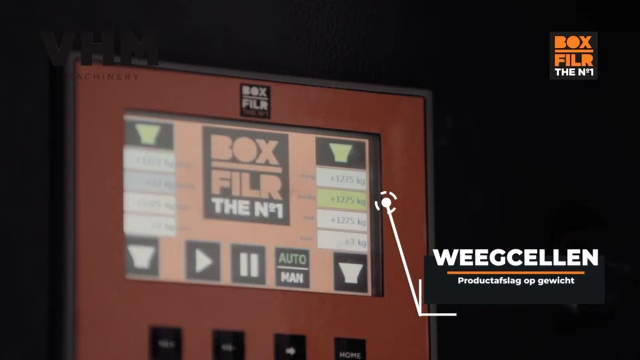 VHM
MACHINERY
BOX
FILR
THE Nº1
BOX
FILR
THE Nº1
BOX
FILR
THE Nº1
+1275 kg
+1275 kg
+1275 kg
+3 kg
AUTO
MAN
WEEGCELLEN
Productafslag op gewicht
HOME